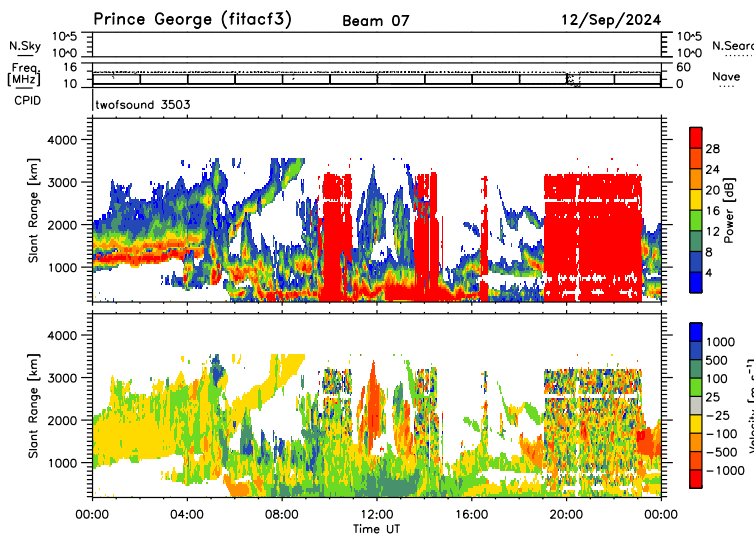 Prince George (fitacf3) Beam 07 12/Sep/2024
N.Sky 10^5 10^5 N.Sear
10^0 10^0
Freq. 16 60
[MHz] 10 0 Nave
CPID twofsound 3503
Slant Range [km] 4000 3000 2000 1000
28 24 20 16 12 8 4 Power [dB]
Slant Range [km] 4000 3000 2000 1000
1000 500 100 25 -25 -100 -500 -1000 Velocity [m s^-1]
00:00 04:00 08:00 12:00 16:00 20:00 00:00
Time UT